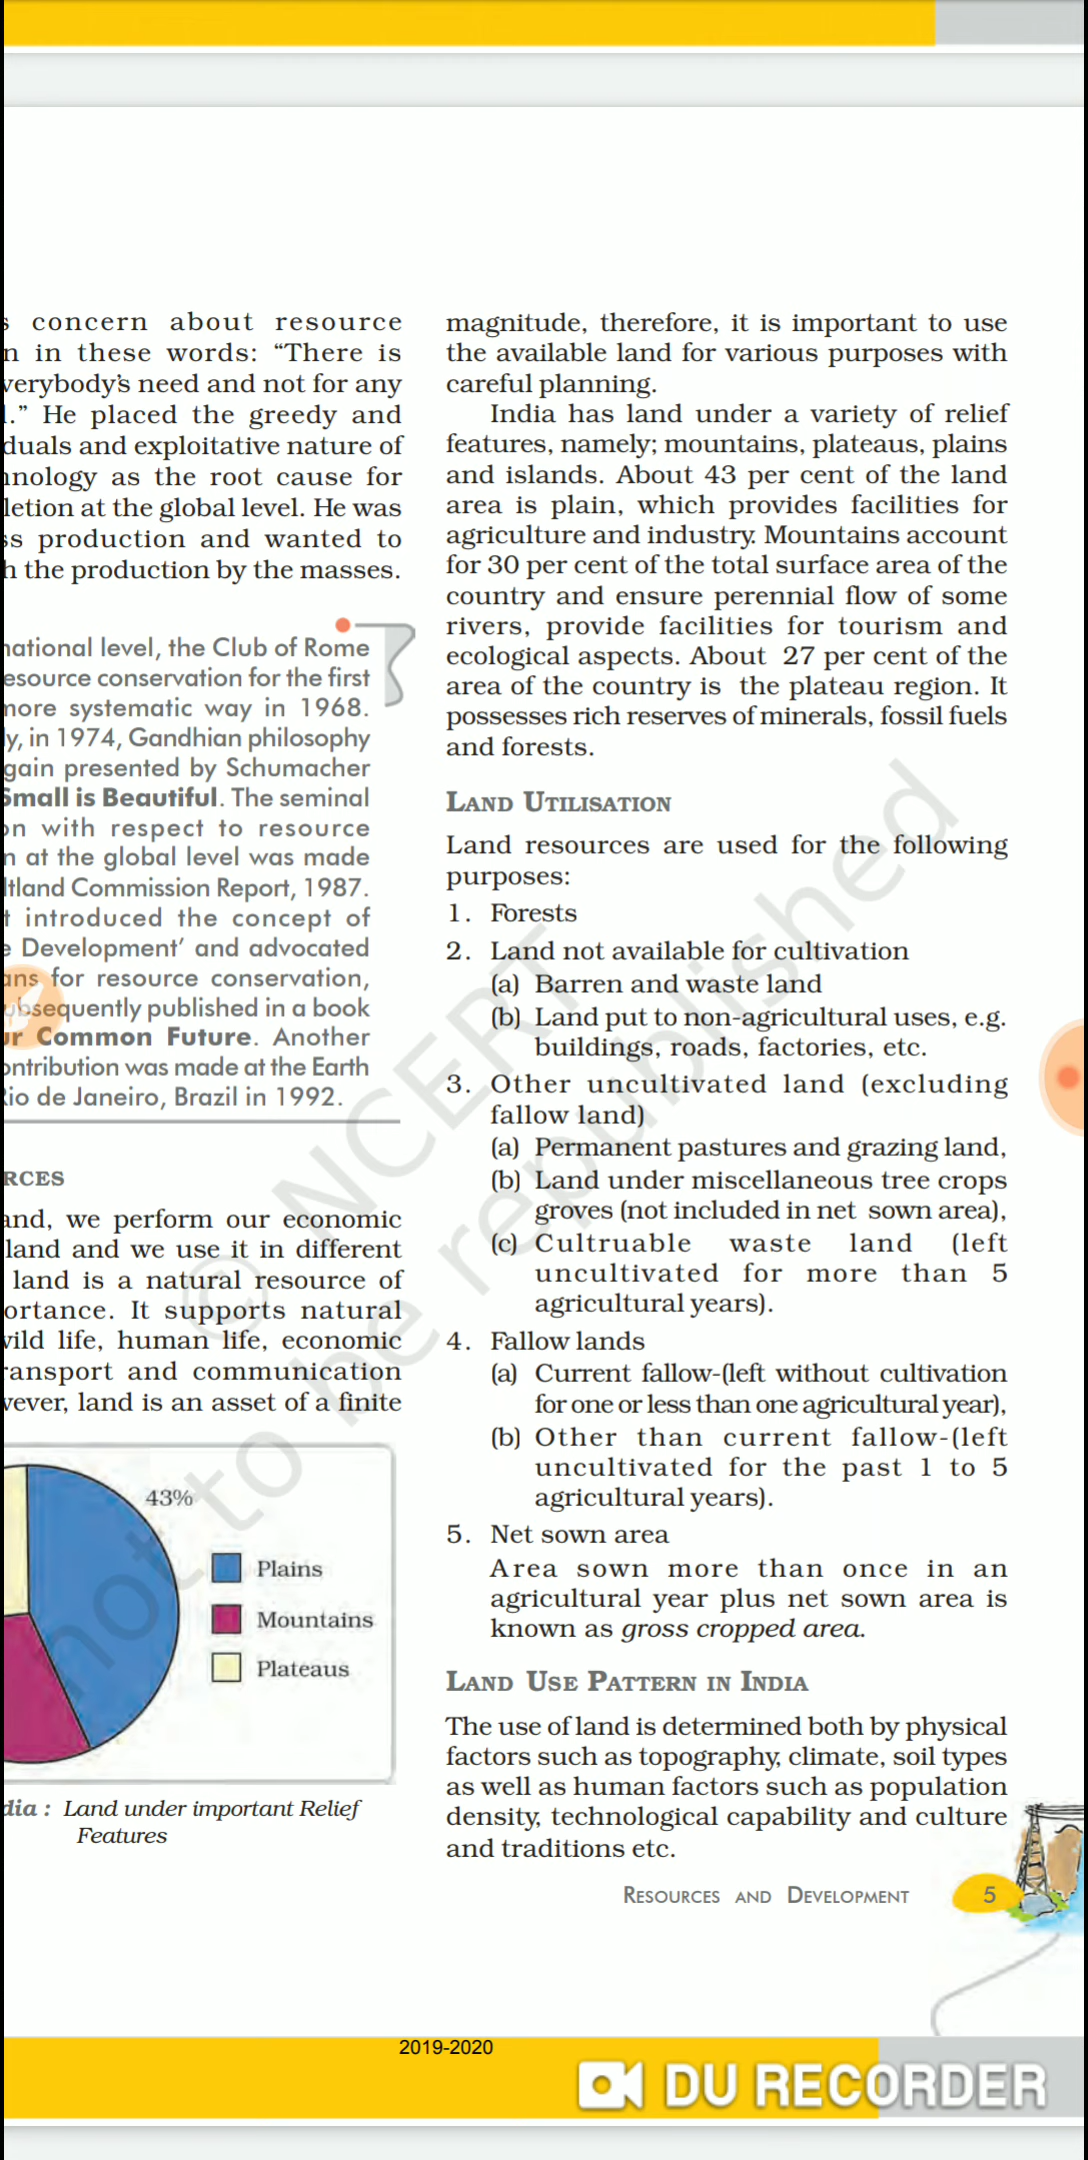 concern about resource
in these words: "There is
everybody's need and not for any
." He placed the greedy and
duals and exploitative nature of
nology as the root cause for
letion at the global level. He was
ss production and wanted to
h the production by the masses.
national level, the Club of Rome
esource conservation for the first
more systematic way in 1968.
ly, in 1974, Gandhian philosophy
gain presented by Schumacher
Small is Beautiful. The seminal
on with respect to resource
n at the global level was made
ltland Commission Report, 1987.
t introduced the concept of
e Development' and advocated
ans for resource conservation,
ubsequently published in a book
ur Common Future. Another
ontribution was made at the Earth
Rio de Janeiro, Brazil in 1992.
RCES
and, we perform our economic
land and we use it in different
land is a natural resource of
ortance. It supports natural
wild life, human life, economic
ransport and communication
wever, land is an asset of a finite
43%
Plains
Mountains
Plateaus
dia : Land under important Relief
Features
magnitude, therefore, it is important to use
the available land for various purposes with
careful planning.
India has land under a variety of relief
features, namely; mountains, plateaus, plains
and islands. About 43 per cent of the land
area is plain, which provides facilities for
agriculture and industry. Mountains account
for 30 per cent of the total surface area of the
country and ensure perennial flow of some
rivers, provide facilities for tourism and
ecological aspects. About 27 per cent of the
area of the country is the plateau region. It
possesses rich reserves of minerals, fossil fuels
and forests.
LAND UTILISATION
Land resources are used for the following
purposes:
1. Forests
2. Land not available for cultivation
(a) Barren and waste land
(b) Land put to non-agricultural uses, e.g.
buildings, roads, factories, etc.
3. Other uncultivated land (excluding
fallow land)
(a) Permanent pastures and grazing land,
(b) Land under miscellaneous tree crops
groves (not included in net sown area),
(c) Cultruable waste land (left
uncultivated for more than 5
agricultural years).
4. Fallow lands
(a) Current fallow-(left without cultivation
for one or less than one agricultural year),
(b) Other than current fallow-(left
uncultivated for the past 1 to 5
agricultural years).
5. Net sown area
Area sown more than once in an
agricultural year plus net sown area is
known as gross cropped area.
LAND USE PATTERN IN INDIA
The use of land is determined both by physical
factors such as topography, climate, soil types
as well as human factors such as population
density, technological capability and culture
and traditions etc.
RESOURCES AND DEVELOPMENT 5
© NCERT
not to be republished
2019-2020
DU RECORDER